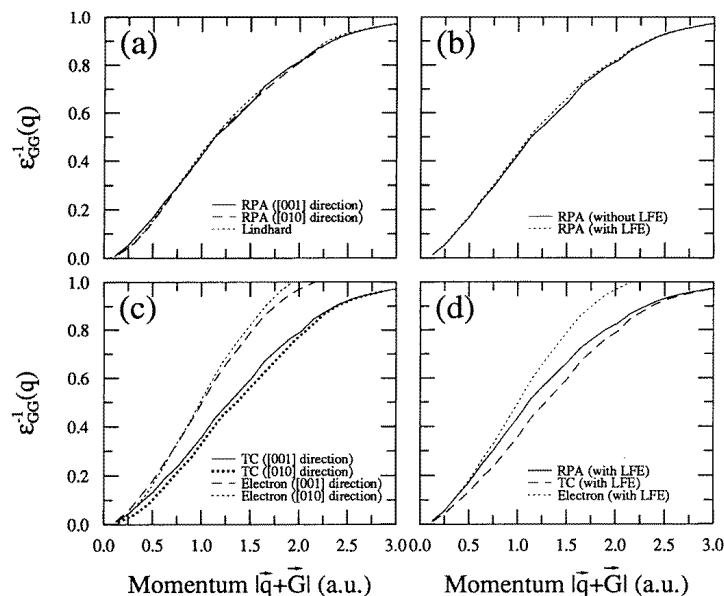 (a)
(b)
1.0
0.8
0.6
0.4
0.2
0.0
ε⁻¹GG(q)
RPA ([001] direction)
RPA ([010] direction)
Lindhard
RPA (without LFE)
RPA (with LFE)
(c)
(d)
1.0
0.8
0.6
0.4
0.2
0.0
ε⁻¹GG(q)
TC ([001] direction)
TC ([010] direction)
Electron ([001] direction)
Electron ([010] direction)
RPA (with LFE)
TC (with LFE)
Electron (with LFE)
0.0 0.5 1.0 1.5 2.0 2.5 3.0
0.0 0.5 1.0 1.5 2.0 2.5 3.0
Momentum |q⃗+G⃗| (a.u.)
Momentum |q⃗+G⃗| (a.u.)